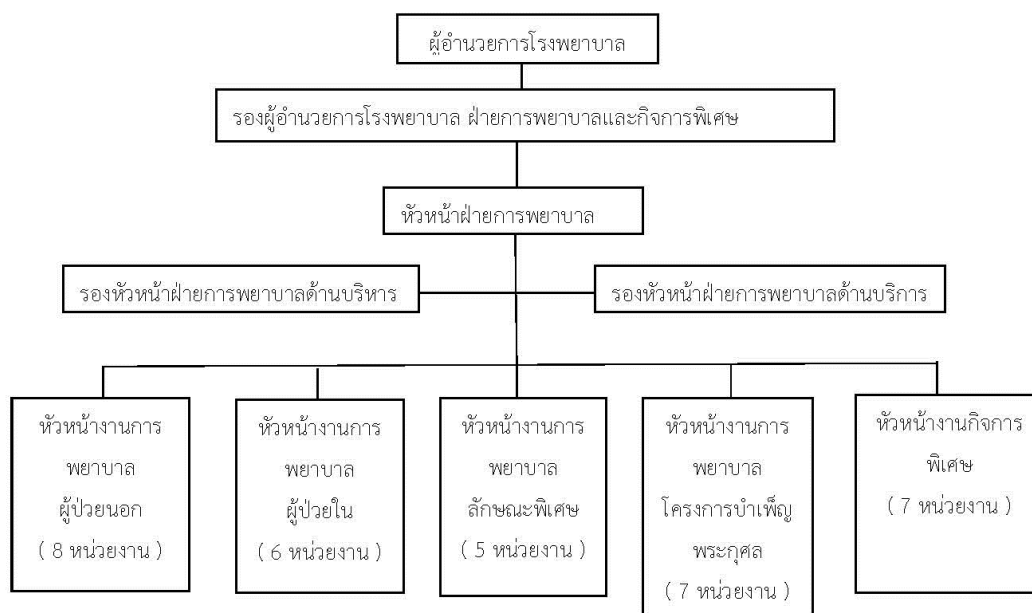 ผู้อำนวยการโรงพยาบาล
รองผู้อำนวยการโรงพยาบาล ฝ่ายการพยาบาลและกิจการพิเศษ
หัวหน้าฝ่ายการพยาบาล
รองหัวหน้าฝ่ายการพยาบาลด้านบริหาร
รองหัวหน้าฝ่ายการพยาบาลด้านบริการ
หัวหน้างานการ
พยาบาล
ผู้ป่วยนอก
( 8 หน่วยงาน )
หัวหน้างานการ
พยาบาล
ผู้ป่วยใน
( 6 หน่วยงาน )
หัวหน้างานการ
พยาบาล
ลักษณะพิเศษ
( 5 หน่วยงาน )
หัวหน้างานการ
พยาบาล
โครงการบำเพ็ญ
พระกุศล
( 7 หน่วยงาน )
หัวหน้างานกิจการ
พิเศษ
( 7 หน่วยงาน )